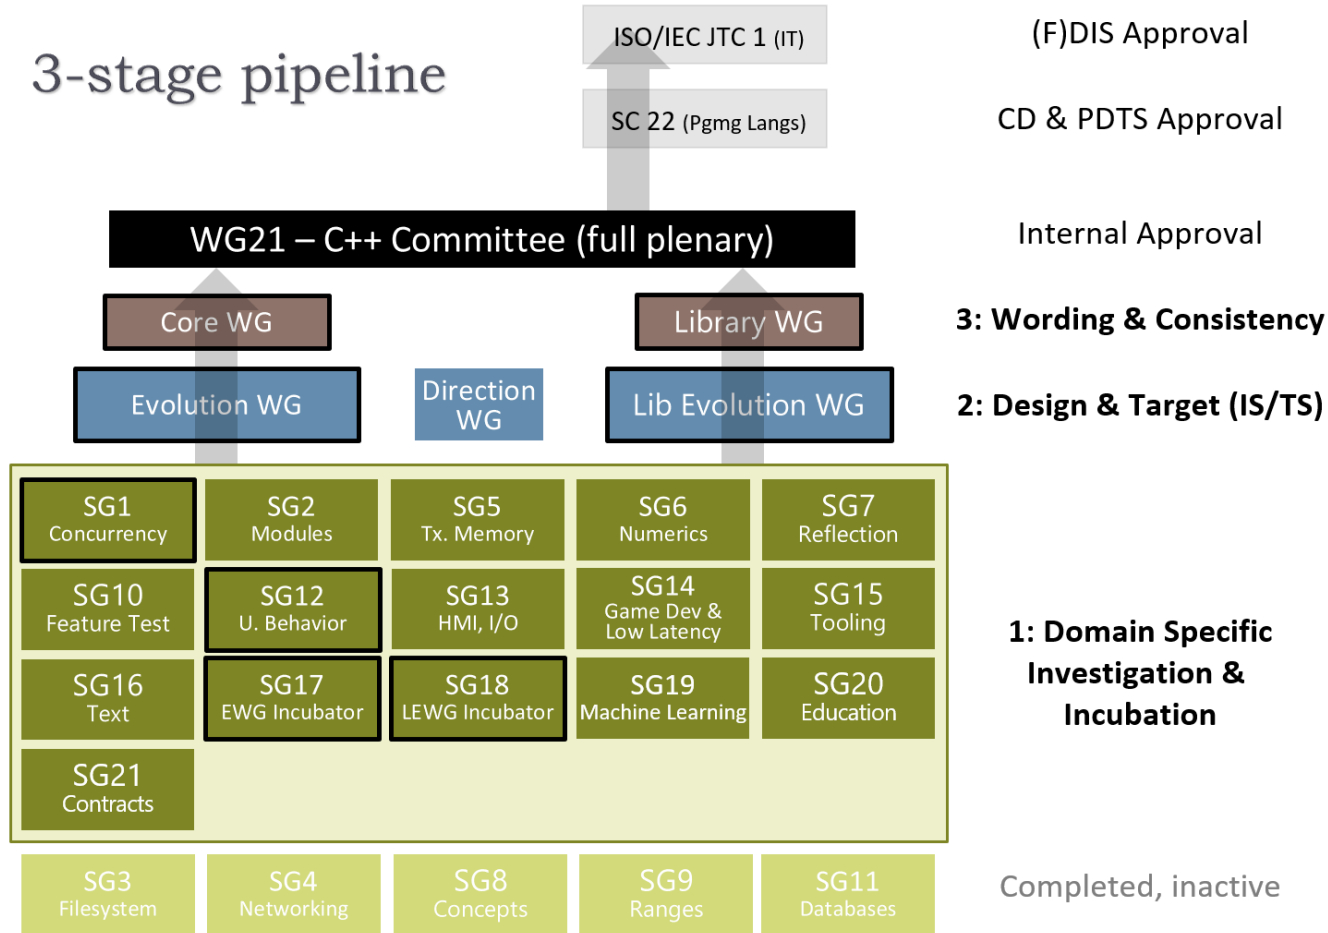 3-stage pipeline
ISO/IEC JTC 1 (IT)
(F)DIS Approval
SC 22 (Pgmg Langs)
CD & PDTS Approval
WG21 – C++ Committee (full plenary)
Internal Approval
Core WG
Library WG
3: Wording & Consistency
Evolution WG
Direction
WG
Lib Evolution WG
2: Design & Target (IS/TS)
SG1
Concurrency
SG2
Modules
SG5
Tx. Memory
SG6
Numerics
SG7
Reflection
SG10
Feature Test
SG12
U. Behavior
SG13
HMI, I/O
SG14
Game Dev &
Low Latency
SG15
Tooling
SG16
Text
SG17
EWG Incubator
SG18
LEWG Incubator
SG19
Machine Learning
SG20
Education
SG21
Contracts
1: Domain Specific
Investigation &
Incubation
SG3
Filesystem
SG4
Networking
SG8
Concepts
SG9
Ranges
SG11
Databases
Completed, inactive